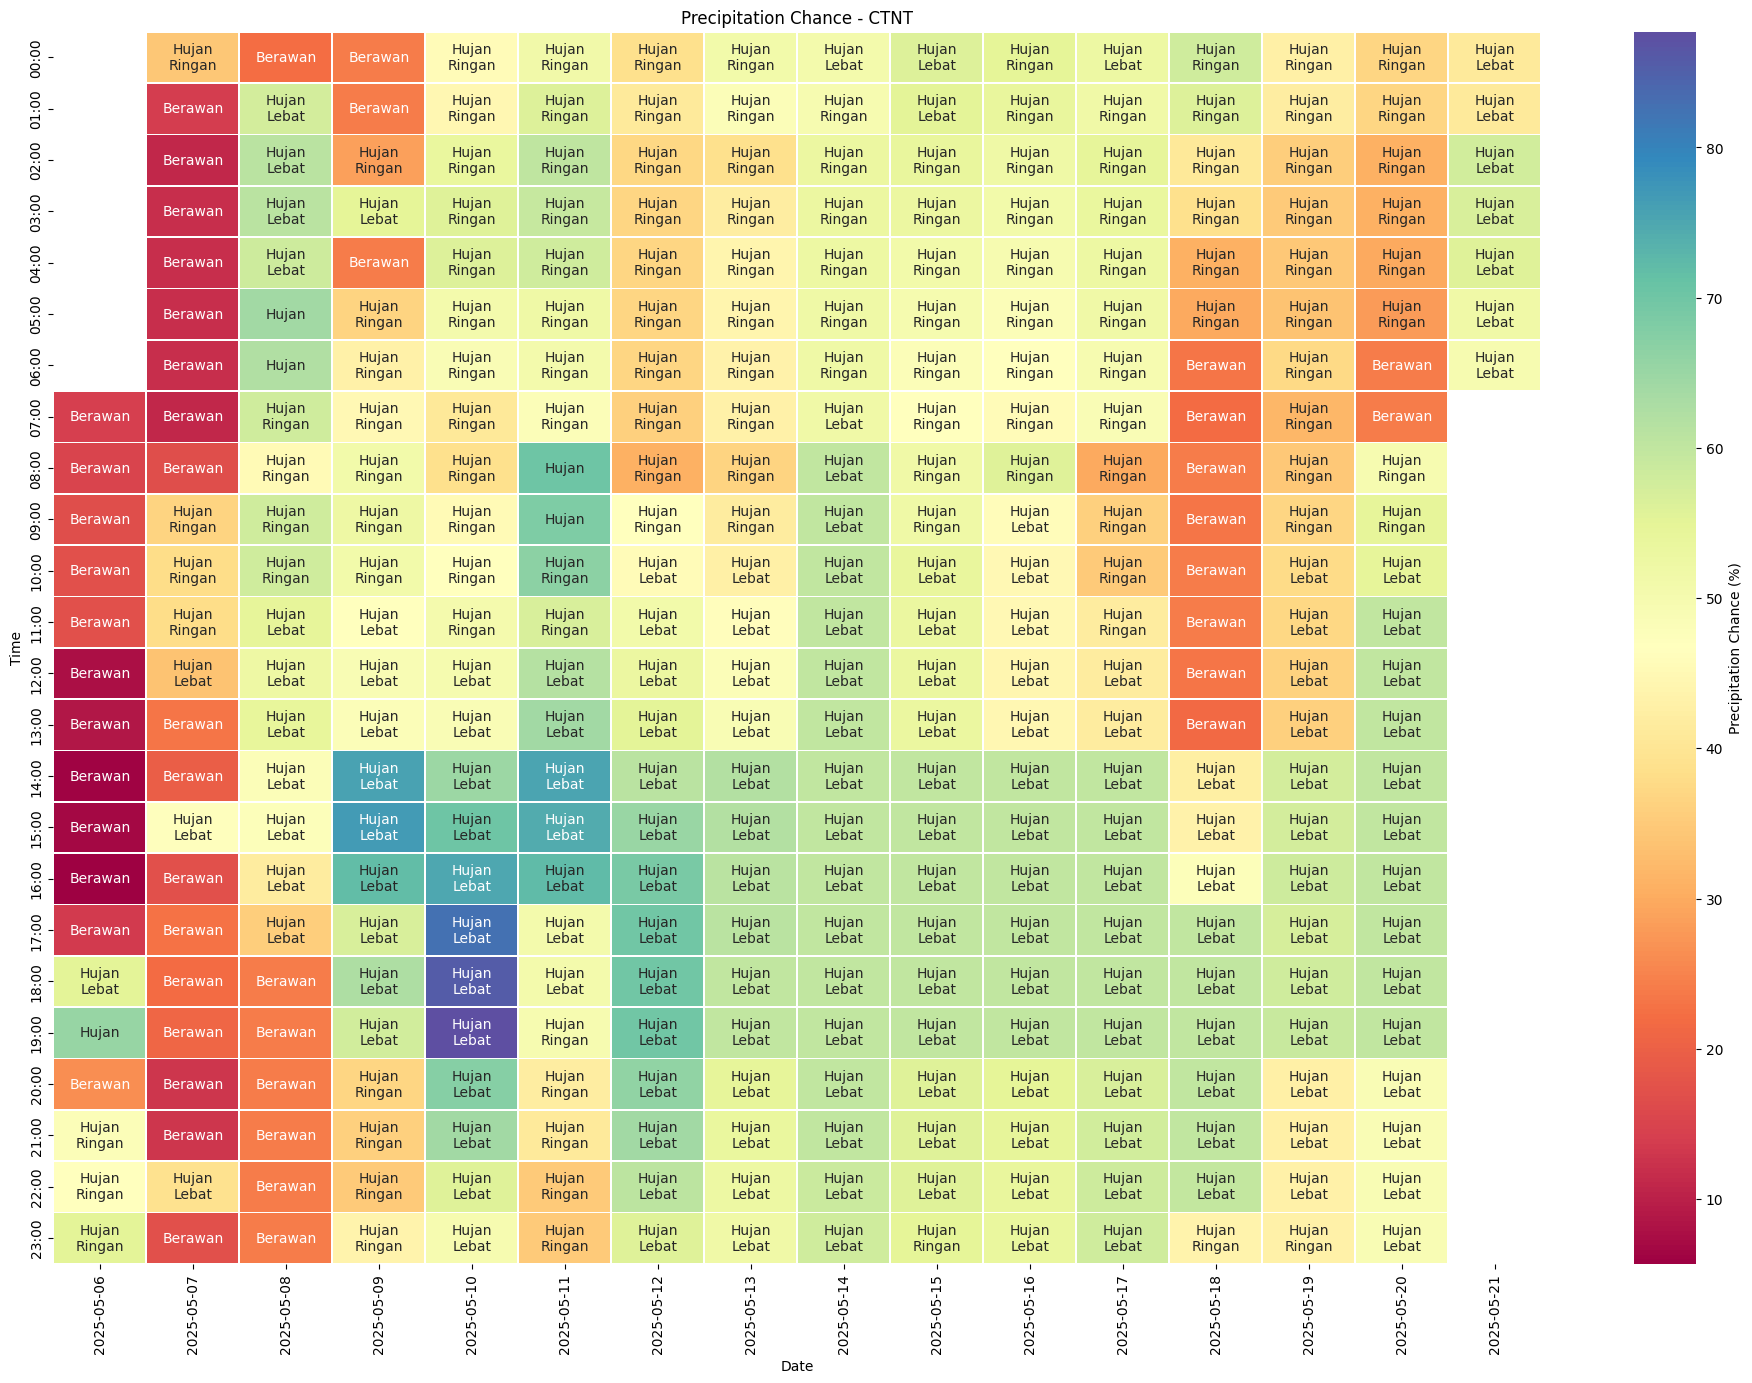 Precipitation Chance - CTNT
00:00 Hujan Ringan Berawan Berawan Hujan Ringan Hujan Ringan Hujan Ringan Hujan Ringan Hujan Lebat Hujan Lebat Hujan Ringan Hujan Lebat Hujan Ringan Hujan Ringan Hujan Ringan Hujan Lebat
01:00 Berawan Hujan Lebat Berawan Hujan Ringan Hujan Ringan Hujan Ringan Hujan Ringan Hujan Ringan Hujan Lebat Hujan Ringan Hujan Ringan Hujan Ringan Hujan Ringan Hujan Ringan Hujan Lebat
02:00 Berawan Hujan Lebat Hujan Ringan Hujan Ringan Hujan Ringan Hujan Ringan Hujan Ringan Hujan Ringan Hujan Ringan Hujan Ringan Hujan Ringan Hujan Ringan Hujan Ringan Hujan Ringan Hujan Lebat
03:00 Berawan Hujan Lebat Hujan Lebat Hujan Ringan Hujan Ringan Hujan Ringan Hujan Ringan Hujan Ringan Hujan Ringan Hujan Ringan Hujan Ringan Hujan Ringan Hujan Ringan Hujan Ringan Hujan Lebat
04:00 Berawan Hujan Lebat Berawan Hujan Ringan Hujan Ringan Hujan Ringan Hujan Ringan Hujan Ringan Hujan Ringan Hujan Ringan Hujan Ringan Hujan Ringan Hujan Ringan Hujan Ringan Hujan Lebat
05:00 Berawan Hujan Hujan Ringan Hujan Ringan Hujan Ringan Hujan Ringan Hujan Ringan Hujan Ringan Hujan Ringan Hujan Ringan Hujan Ringan Hujan Ringan Hujan Ringan Hujan Ringan Hujan Lebat
06:00 Berawan Hujan Hujan Ringan Hujan Ringan Hujan Ringan Hujan Ringan Hujan Ringan Hujan Ringan Hujan Ringan Hujan Ringan Hujan Ringan Berawan Hujan Ringan Berawan Hujan Lebat
07:00 Berawan Berawan Hujan Ringan Hujan Ringan Hujan Ringan Hujan Ringan Hujan Ringan Hujan Ringan Hujan Lebat Hujan Ringan Hujan Ringan Hujan Ringan Berawan Hujan Ringan Berawan
08:00 Berawan Berawan Hujan Ringan Hujan Ringan Hujan Ringan Hujan Hujan Ringan Hujan Ringan Hujan Lebat Hujan Ringan Hujan Ringan Hujan Ringan Berawan Hujan Ringan Hujan Ringan
09:00 Berawan Hujan Ringan Hujan Ringan Hujan Ringan Hujan Ringan Hujan Hujan Ringan Hujan Ringan Hujan Lebat Hujan Ringan Hujan Lebat Hujan Ringan Berawan Hujan Ringan Hujan Ringan
10:00 Berawan Hujan Ringan Hujan Ringan Hujan Ringan Hujan Ringan Hujan Ringan Hujan Lebat Hujan Lebat Hujan Lebat Hujan Lebat Hujan Lebat Hujan Ringan Berawan Hujan Lebat Hujan Lebat
11:00 Berawan Hujan Ringan Hujan Lebat Hujan Lebat Hujan Ringan Hujan Ringan Hujan Lebat Hujan Lebat Hujan Lebat Hujan Lebat Hujan Lebat Hujan Ringan Berawan Hujan Lebat Hujan Lebat
12:00 Berawan Hujan Lebat Hujan Lebat Hujan Lebat Hujan Lebat Hujan Lebat Hujan Lebat Hujan Lebat Hujan Lebat Hujan Lebat Hujan Lebat Hujan Lebat Berawan Hujan Lebat Hujan Lebat
13:00 Berawan Berawan Hujan Lebat Hujan Lebat Hujan Lebat Hujan Lebat Hujan Lebat Hujan Lebat Hujan Lebat Hujan Lebat Hujan Lebat Hujan Lebat Berawan Hujan Lebat Hujan Lebat
14:00 Berawan Berawan Hujan Lebat Hujan Lebat Hujan Lebat Hujan Lebat Hujan Lebat Hujan Lebat Hujan Lebat Hujan Lebat Hujan Lebat Hujan Lebat Hujan Lebat Hujan Lebat Hujan Lebat
15:00 Berawan Hujan Lebat Hujan Lebat Hujan Lebat Hujan Lebat Hujan Lebat Hujan Lebat Hujan Lebat Hujan Lebat Hujan Lebat Hujan Lebat Hujan Lebat Hujan Lebat Hujan Lebat Hujan Lebat
16:00 Berawan Berawan Hujan Lebat Hujan Lebat Hujan Lebat Hujan Lebat Hujan Lebat Hujan Lebat Hujan Lebat Hujan Lebat Hujan Lebat Hujan Lebat Hujan Lebat Hujan Lebat Hujan Lebat
17:00 Berawan Berawan Hujan Lebat Hujan Lebat Hujan Lebat Hujan Lebat Hujan Lebat Hujan Lebat Hujan Lebat Hujan Lebat Hujan Lebat Hujan Lebat Hujan Lebat Hujan Lebat Hujan Lebat
18:00 Hujan Lebat Berawan Berawan Hujan Lebat Hujan Lebat Hujan Lebat Hujan Lebat Hujan Lebat Hujan Lebat Hujan Lebat Hujan Lebat Hujan Lebat Hujan Lebat Hujan Lebat Hujan Lebat
19:00 Hujan Berawan Berawan Hujan Lebat Hujan Lebat Hujan Ringan Hujan Lebat Hujan Lebat Hujan Lebat Hujan Lebat Hujan Lebat Hujan Lebat Hujan Lebat Hujan Lebat Hujan Lebat
20:00 Berawan Berawan Berawan Hujan Ringan Hujan Lebat Hujan Ringan Hujan Lebat Hujan Lebat Hujan Lebat Hujan Lebat Hujan Lebat Hujan Lebat Hujan Lebat Hujan Lebat Hujan Lebat
21:00 Hujan Ringan Berawan Berawan Hujan Ringan Hujan Lebat Hujan Ringan Hujan Lebat Hujan Lebat Hujan Lebat Hujan Lebat Hujan Lebat Hujan Lebat Hujan Lebat Hujan Lebat Hujan Lebat
22:00 Hujan Ringan Hujan Lebat Berawan Hujan Ringan Hujan Lebat Hujan Ringan Hujan Lebat Hujan Lebat Hujan Lebat Hujan Lebat Hujan Lebat Hujan Lebat Hujan Lebat Hujan Lebat Hujan Lebat
23:00 Hujan Ringan Berawan Berawan Hujan Ringan Hujan Lebat Hujan Ringan Hujan Lebat Hujan Lebat Hujan Lebat Hujan Ringan Hujan Lebat Hujan Lebat Hujan Ringan Hujan Ringan Hujan Lebat
Time
2025-05-06 2025-05-07 2025-05-08 2025-05-09 2025-05-10 2025-05-11 2025-05-12 2025-05-13 2025-05-14 2025-05-15 2025-05-16 2025-05-17 2025-05-18 2025-05-19 2025-05-20 2025-05-21
Date
80
70
60
50
40
30
20
10
Precipitation Chance (%)